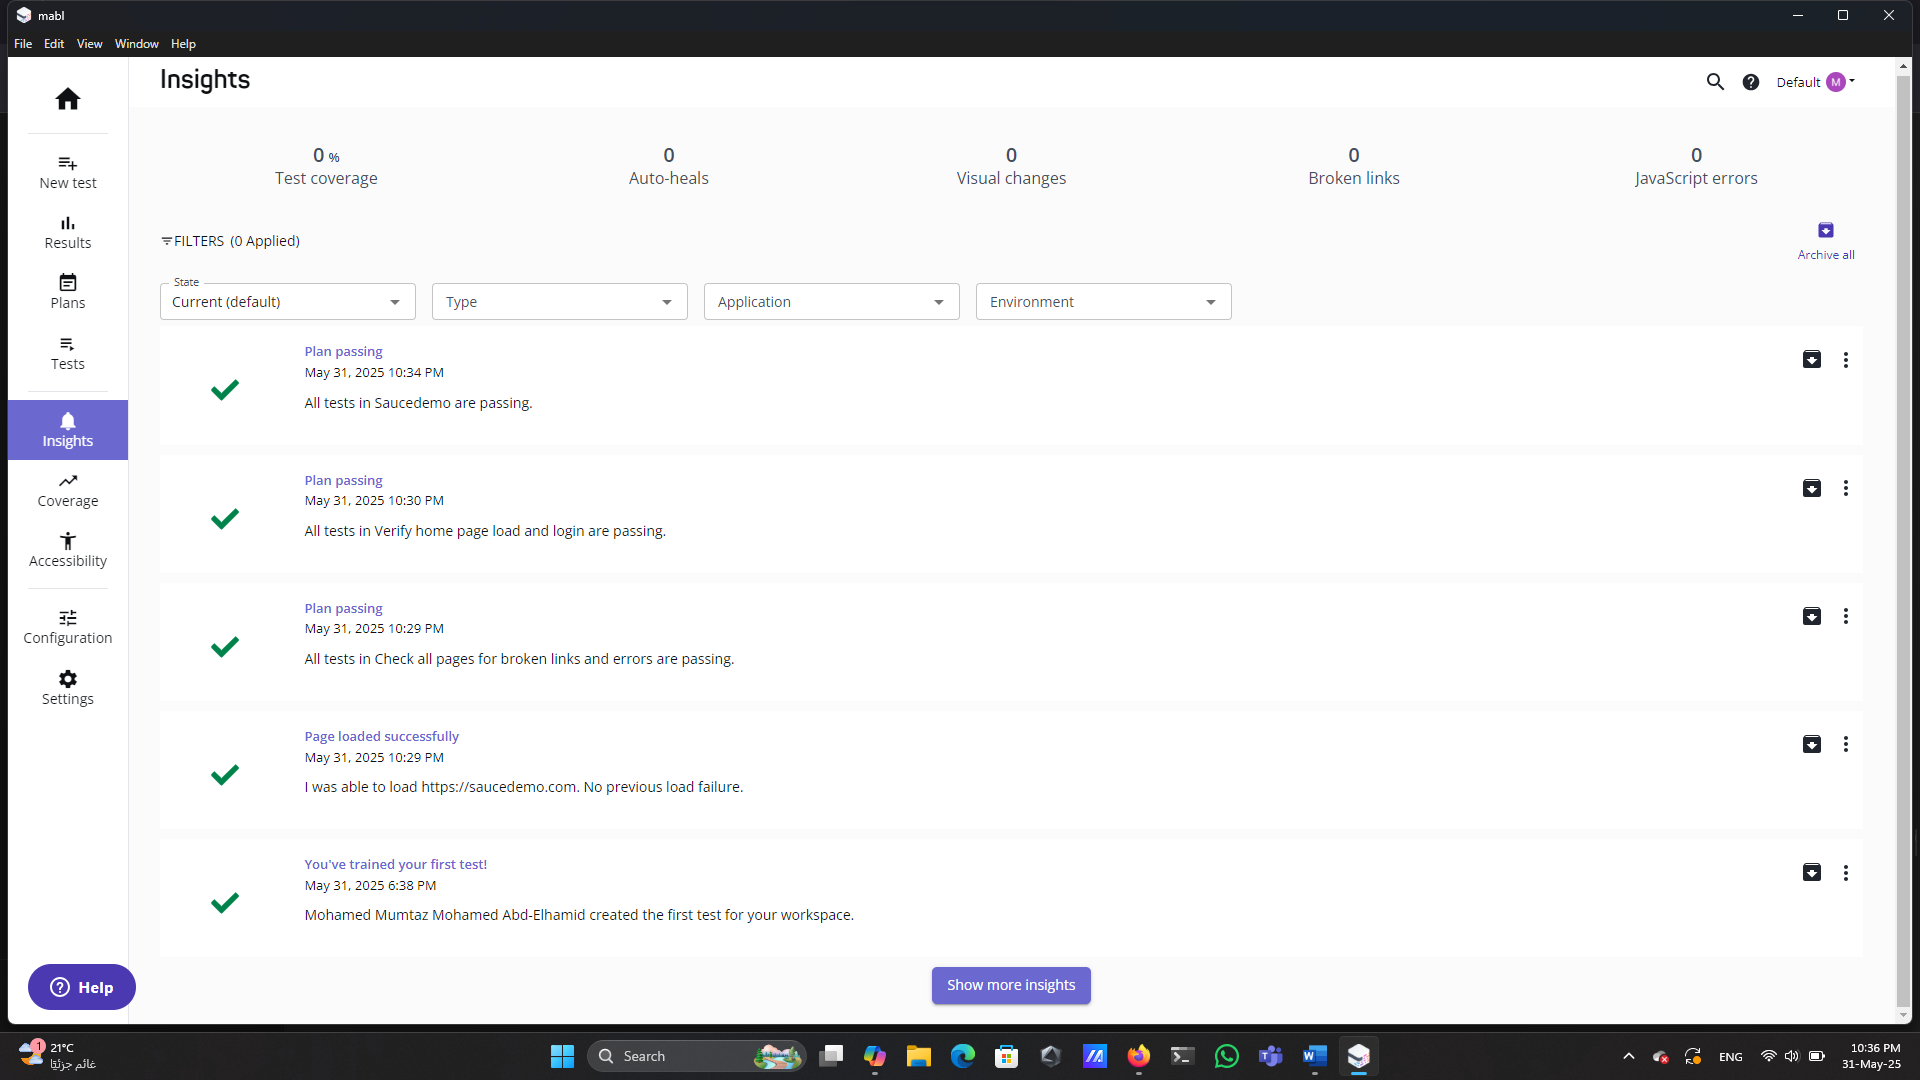 mabl
File Edit View Window Help
Insights
Default M
New test
Results
Plans
Tests
Insights
Coverage
Accessibility
Configuration
Settings
Help
0 %
Test coverage
0
Auto-heals
0
Visual changes
0
Broken links
0
JavaScript errors
FILTERS (0 Applied)
Archive all
State
Current (default)
Type
Application
Environment
Plan passing
May 31, 2025 10:34 PM
All tests in Saucedemo are passing.
Plan passing
May 31, 2025 10:30 PM
All tests in Verify home page load and login are passing.
Plan passing
May 31, 2025 10:29 PM
All tests in Check all pages for broken links and errors are passing.
Page loaded successfully
May 31, 2025 10:29 PM
I was able to load https://saucedemo.com. No previous load failure.
You've trained your first test!
May 31, 2025 6:38 PM
Mohamed Mumtaz Mohamed Abd-Elhamid created the first test for your workspace.
Show more insights
1
21°C
غائم جزئيًا
Search
ENG
10:36 PM
31-May-25